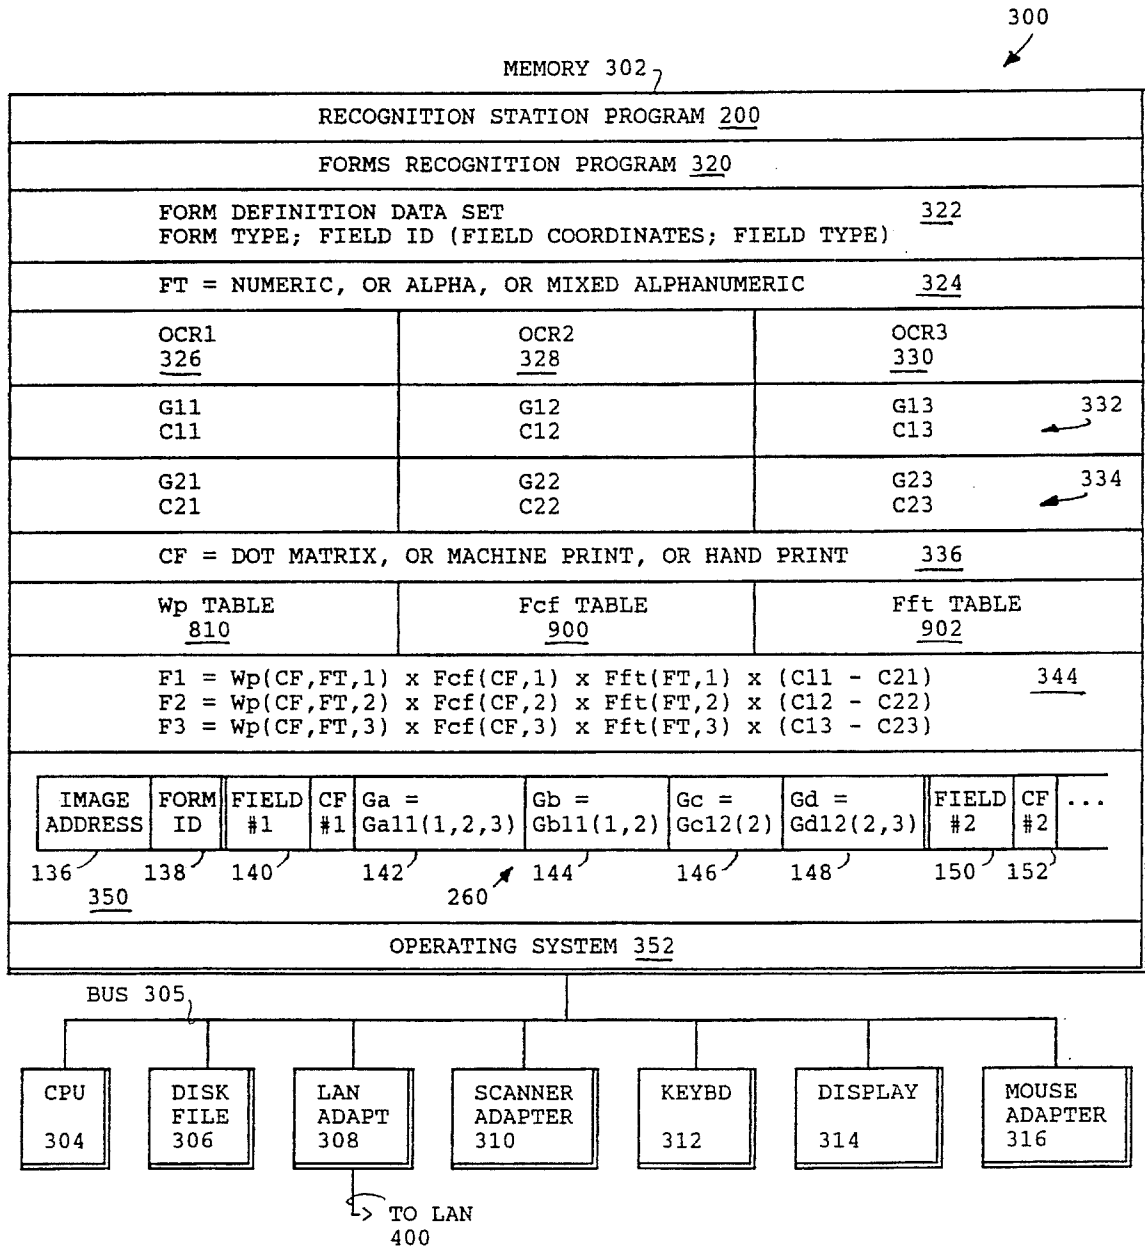 300
MEMORY 302
RECOGNITION STATION PROGRAM 200
FORMS RECOGNITION PROGRAM 320
FORM DEFINITION DATA SET 322
FORM TYPE; FIELD ID (FIELD COORDINATES; FIELD TYPE)
FT = NUMERIC, OR ALPHA, OR MIXED ALPHANUMERIC 324
OCR1 OCR2 OCR3
326 328 330
G11 G12 G13 332
C11 C12 C13
G21 G22 G23 334
C21 C22 C23
CF = DOT MATRIX, OR MACHINE PRINT, OR HAND PRINT 336
Wp TABLE Fcf TABLE Fft TABLE
810 900 902
F1 = Wp(CF,FT,1) x Fcf(CF,1) x Fft(FT,1) x (C11 - C21) 344
F2 = Wp(CF,FT,2) x Fcf(CF,2) x Fft(FT,2) x (C12 - C22)
F3 = Wp(CF,FT,3) x Fcf(CF,3) x Fft(FT,3) x (C13 - C23)
IMAGE FORM FIELD CF Ga = Gb = Gc = Gd = FIELD CF ...
ADDRESS ID #1 #1 Ga11(1,2,3) Gb11(1,2) Gc12(2) Gd12(2,3) #2 #2
136 138 140 142 144 146 148 150 152
350 260
OPERATING SYSTEM 352
BUS 305
CPU DISK LAN SCANNER KEYBD DISPLAY MOUSE
FILE ADAPT ADAPTER ADAPTER
304 306 308 310 312 314 316
TO LAN
400